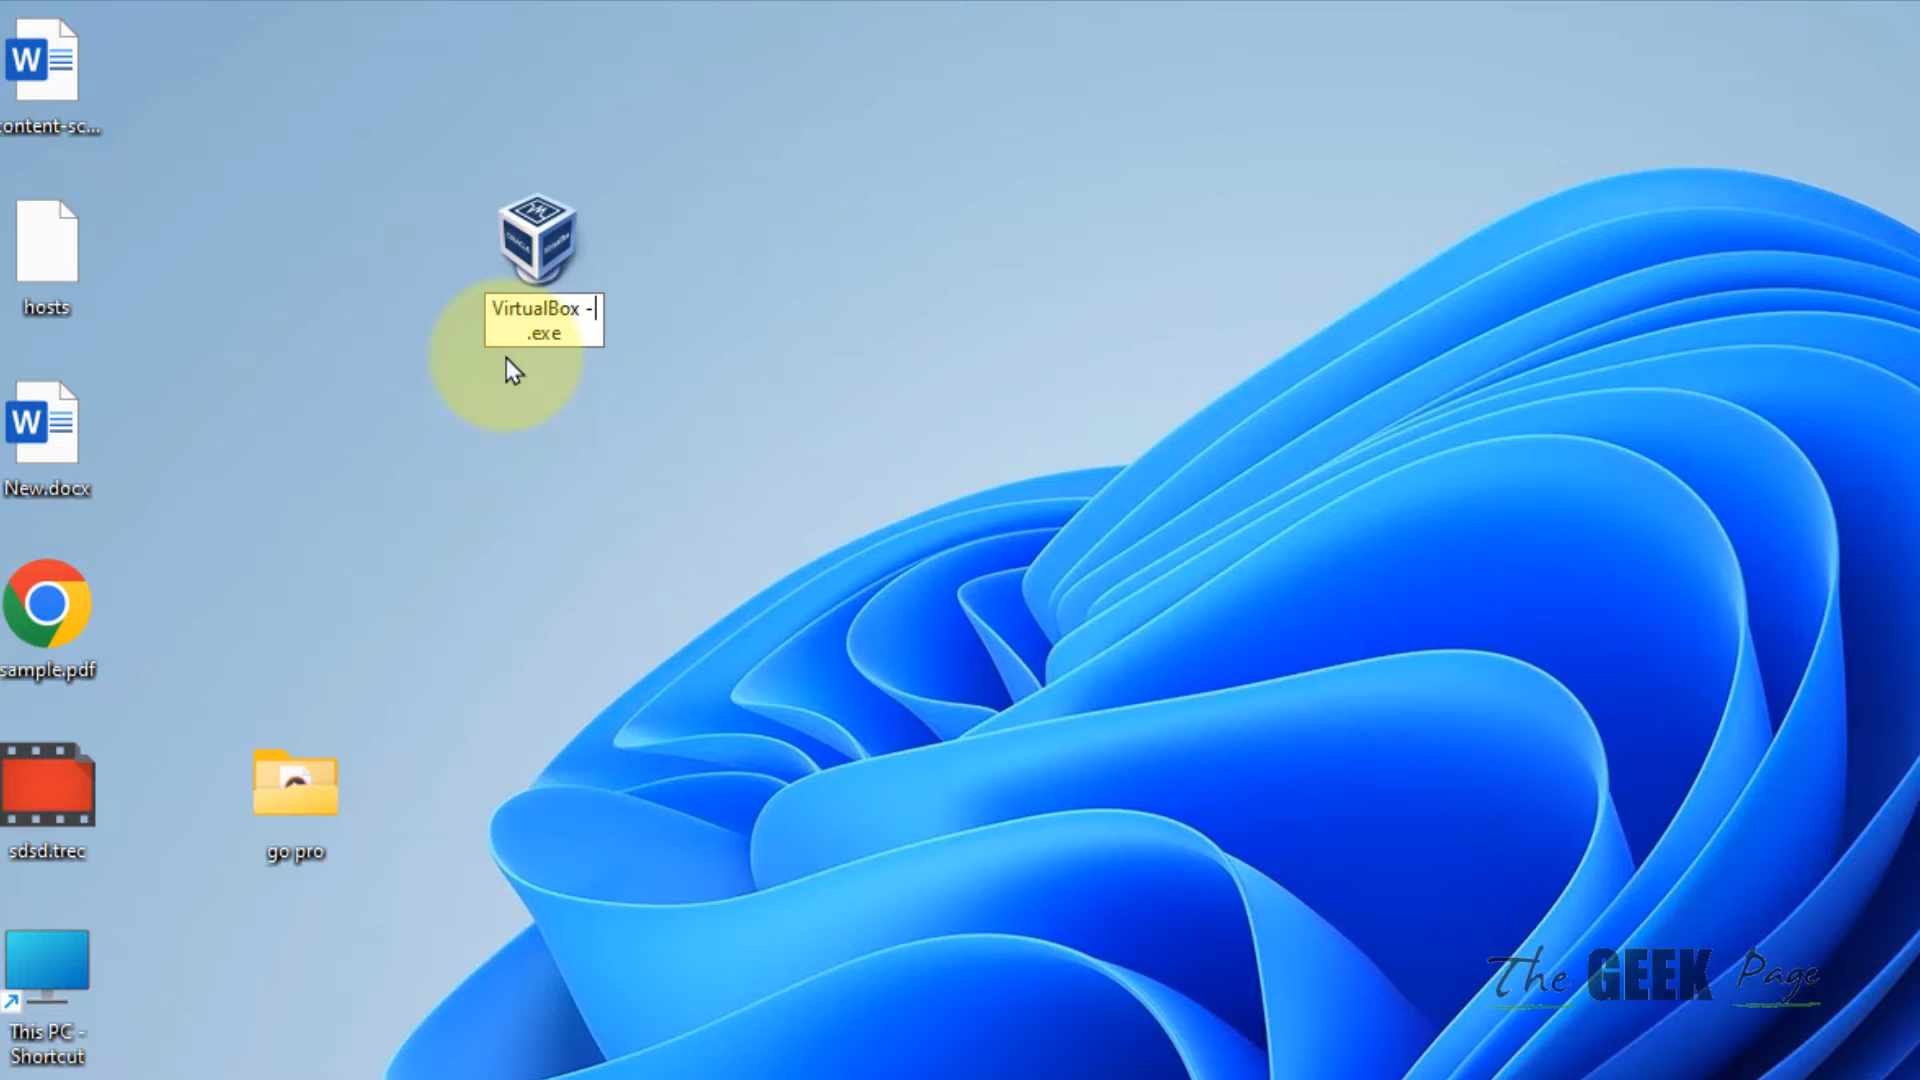 content-sc...
hosts
New.docx
sample.pdf
sdsd.trec
This PC -
Shortcut
go pro
VirtualBox -
.exe
The GEEK Page